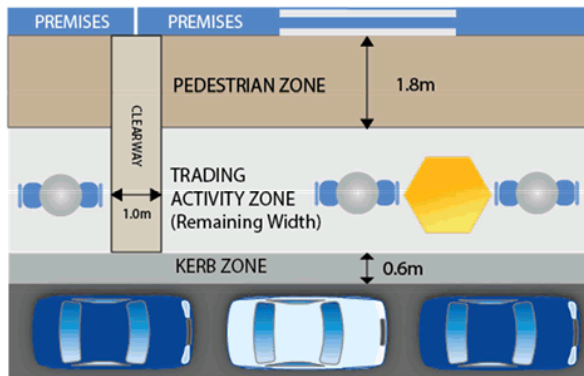 PREMISES
PREMISES
PEDESTRIAN ZONE
1.8m
CLEARWAY
TRADING
ACTIVITY ZONE
(Remaining Width)
1.0m
KERB ZONE
0.6m